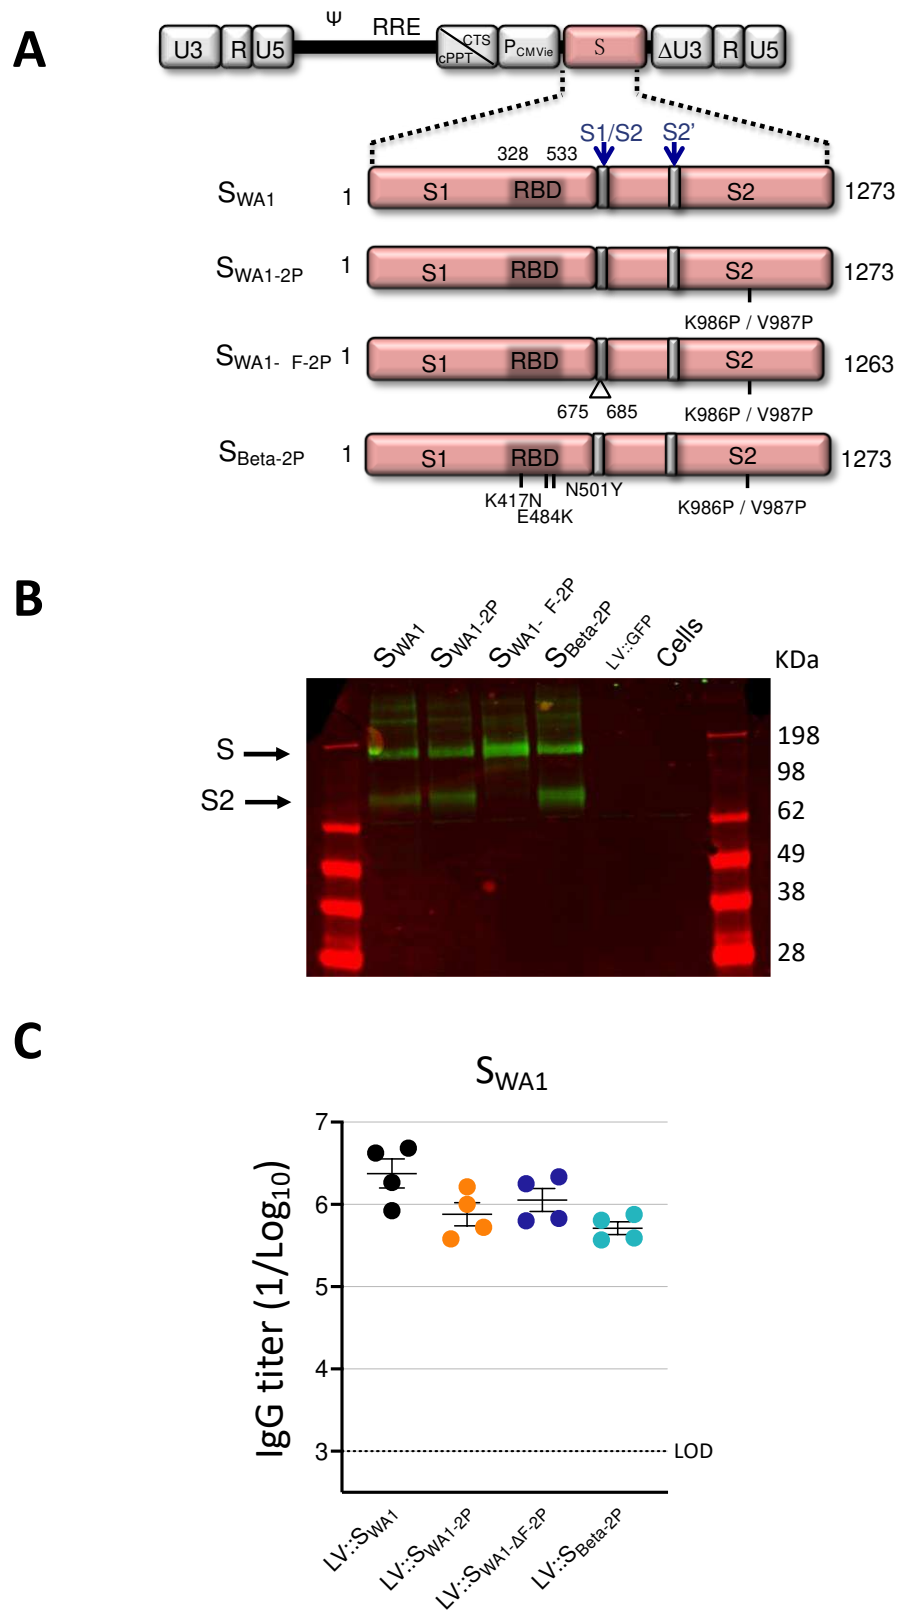 A
Ψ RRE
U3 R U5 cPPT CTS PCMVie S ΔU3 R U5
S1/S2 S2'
328 533
SWA1 1 S1 RBD S2 1273
SWA1-2P 1 S1 RBD S2 1273
K986P / V987P
SWA1- F-2P 1 S1 RBD S2 1263
675 685 K986P / V987P
SBeta-2P 1 S1 RBD S2 1273
K417N N501Y K986P / V987P
E484K
B
SWA1 SWA1-2P SWA1- F-2P SBeta-2P LV::GFP Cells KDa
S 198
98
S2 62
49
38
28
C
SWA1
IgG titer (1/Log10)
7
6
5
4
3 LOD
LV::SWA1 LV::SWA1-2P LV::SWA1-ΔF-2P LV::SBeta-2P